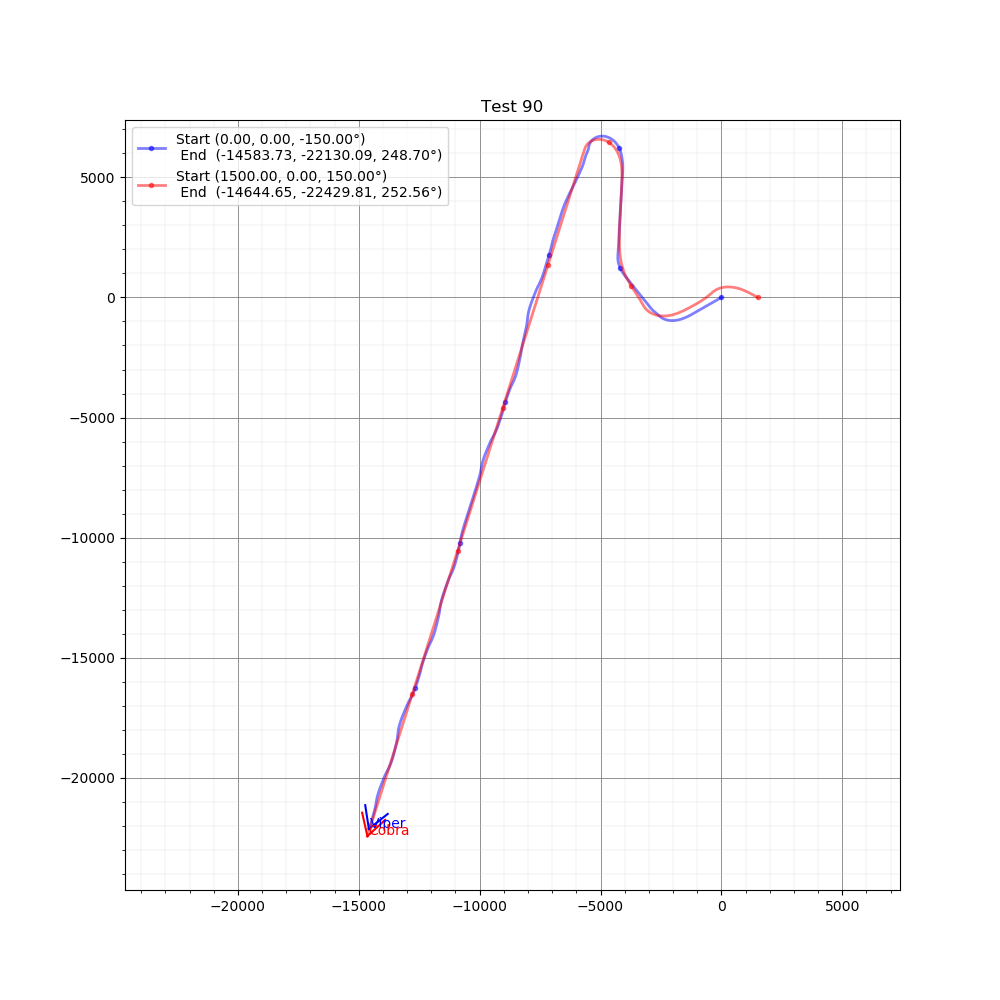 Test 90
Start (0.00, 0.00, -150.00°)
End (-14583.73, -22130.09, 248.70°)
Start (1500.00, 0.00, 150.00°)
End (-14644.65, -22429.81, 252.56°)
5000
0
−5000
−10000
−15000
−20000
Viper
Cobra
−20000 −15000 −10000 −5000 0 5000